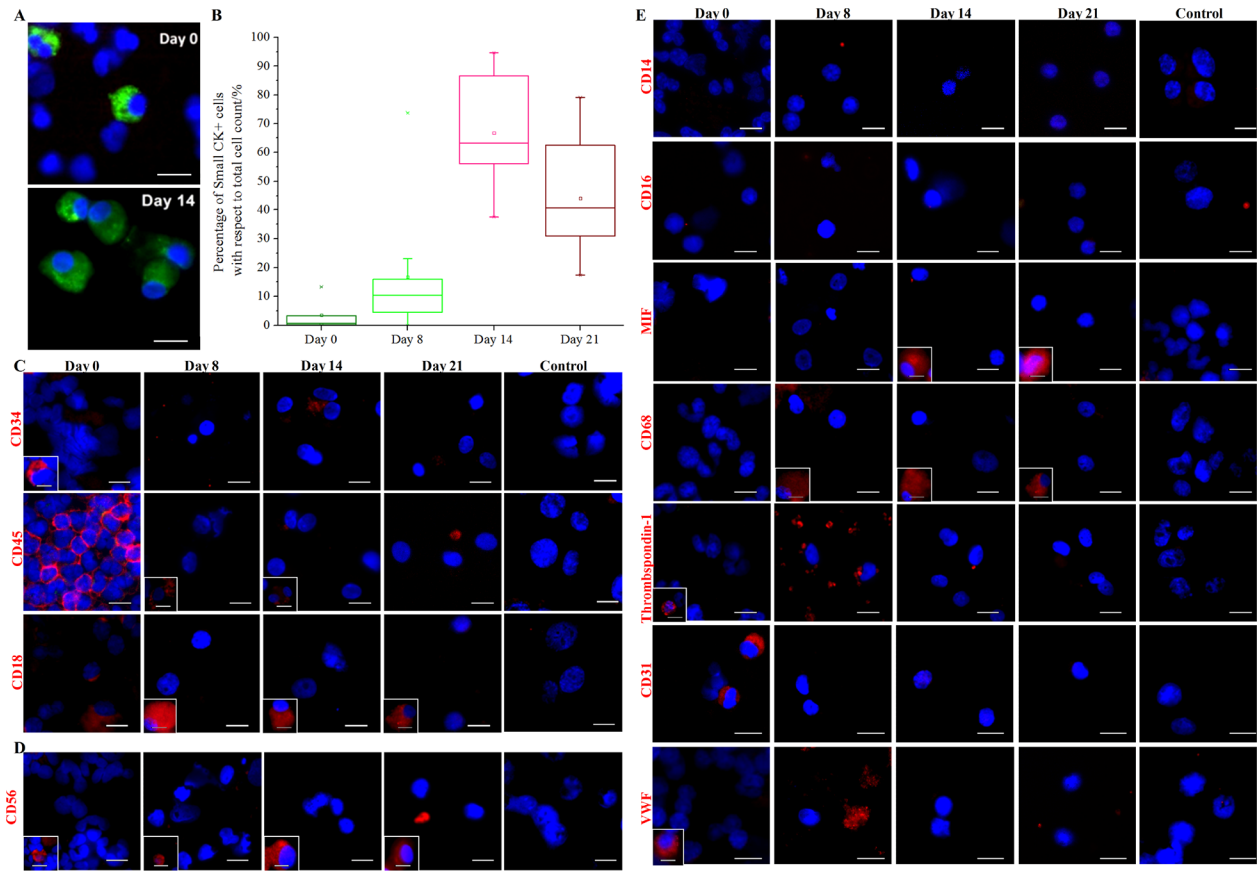 A
Day 0
Day 14
B
Percentage of Small CK+ cells
with respect to total cell count/%
100
90
80
70
60
50
40
30
20
10
0
Day 0
Day 8
Day 14
Day 21
C
Day 0
Day 8
Day 14
Day 21
Control
CD34
CD45
CD18
D
CD56
E
Day 0
Day 8
Day 14
Day 21
Control
CD14
CD16
MIF
CD68
Thrombspondin-1
CD31
VWF